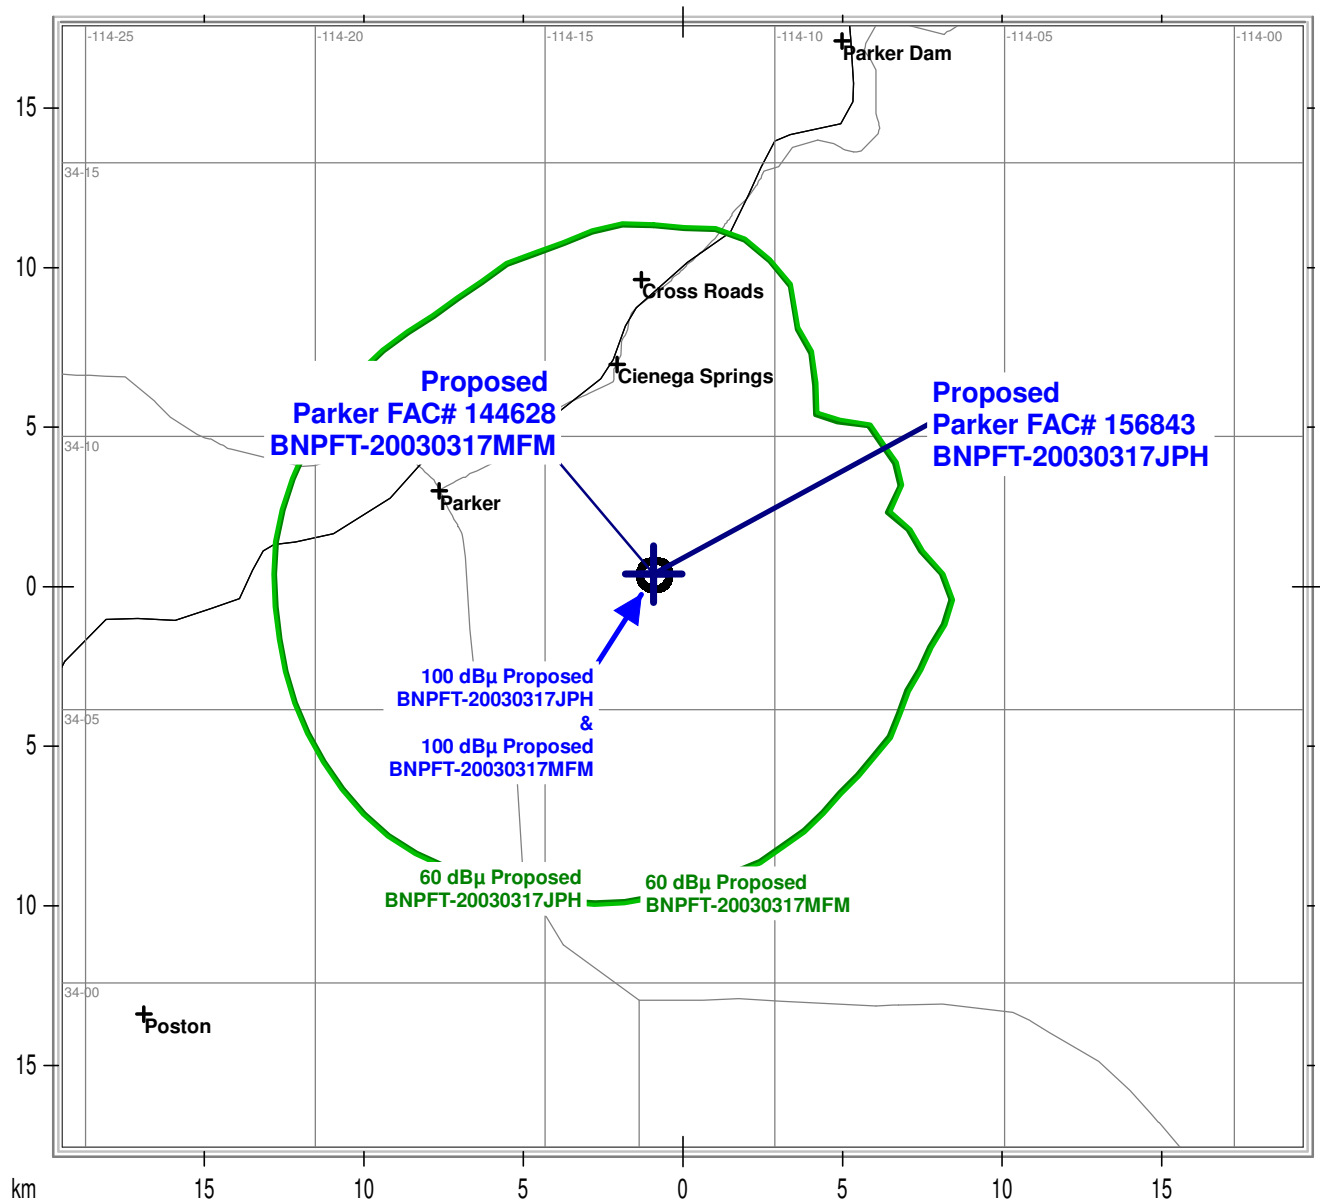 -114-25
-114-20
-114-15
-114-10
-114-05
-114-00
Parker Dam
15
34-15
10
Cross Roads
Cienega Springs
Proposed
Parker FAC# 144628
BNPFT-20030317MFM
Proposed
Parker FAC# 156843
BNPFT-20030317JPH
5
34-10
Parker
0
100 dBµ Proposed
BNPFT-20030317JPH
&
100 dBµ Proposed
BNPFT-20030317MFM
34-05
5
60 dBµ Proposed
BNPFT-20030317JPH
60 dBµ Proposed
BNPFT-20030317MFM
10
34-00
Poston
15
km
15
10
5
0
5
10
15